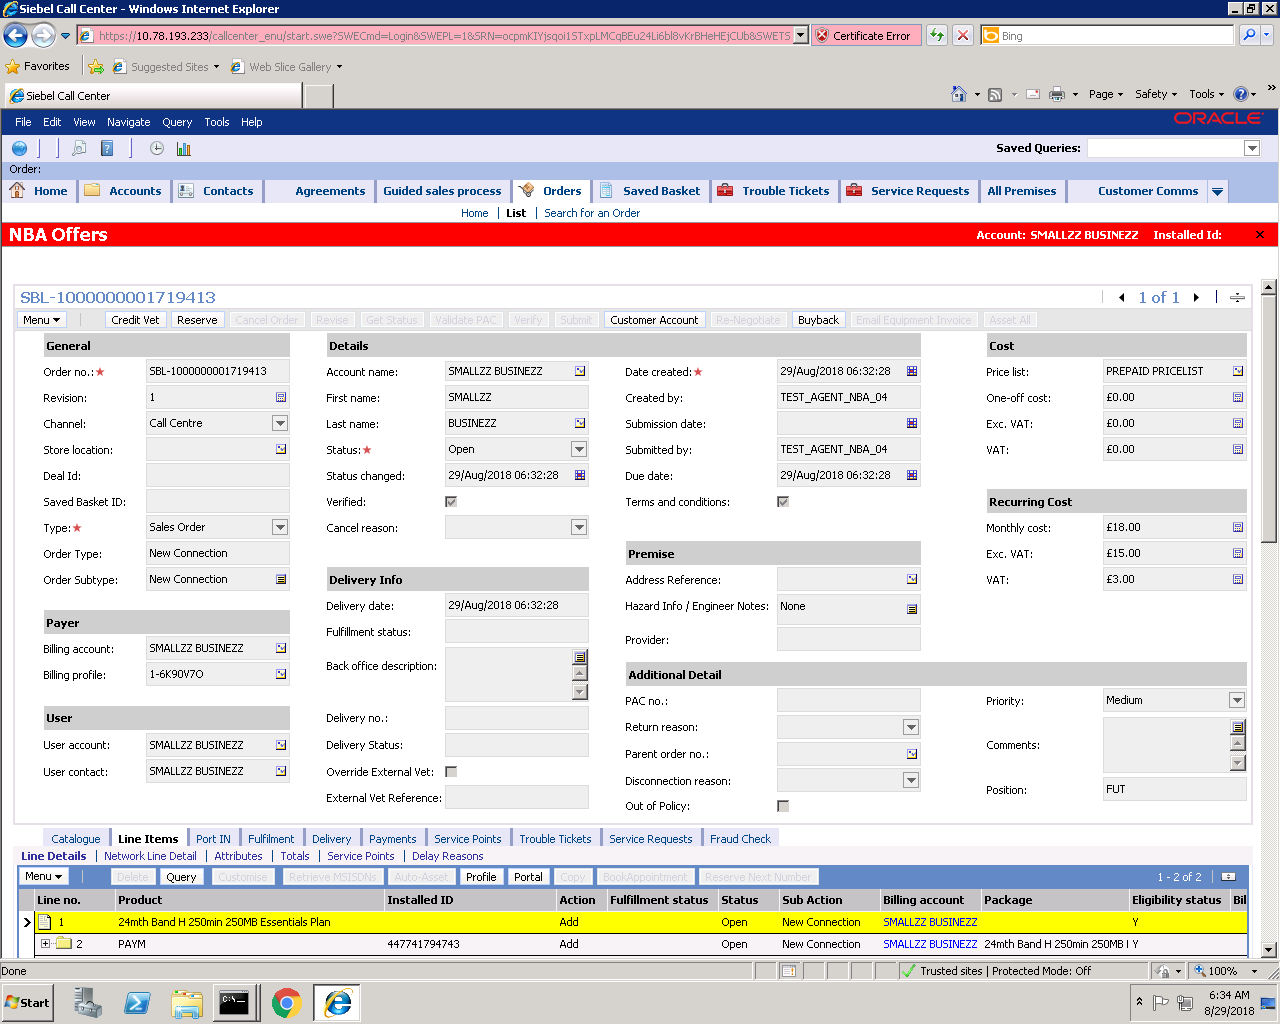 Siebel Call Center - Windows Internet Explorer
https://10.78.193.233/callcenter_enu/start.swe?SWECmd=Login&SWEPL=1&SRN=
Certificate Error
Bing
Favorites
Suggested Sites
Web Slice Gallery
Siebel Call Center
Page
Safety
Tools
File Edit View Navigate Query Tools Help
ORACLE
Saved Queries:
Order:
Home Accounts Contacts Agreements Guided sales process Orders Saved Basket Trouble Tickets Service Requests All Premises Customer Comms
Home List Search for an Order
NBA Offers Account: SMALLZZ BUSINEZZ Installed Id:
SBL-1000000001719413
1 of 1
Menu Credit Vet Reserve Cancel Order Revise Get Status Validate PAC Verify Submit Customer Account Re-Negotiate Buyback Email Equipment Invoice Asset All
General
Order no.: SBL-1000000001719413
Revision: 1
Channel: Call Centre
Store location:
Deal Id:
Saved Basket ID:
Type: Sales Order
Order Type: New Connection
Order Subtype: New Connection
Payer
Billing account: SMALLZZ BUSINEZZ
Billing profile: 1-6K90V7O
User
User account: SMALLZZ BUSINEZZ
User contact: SMALLZZ BUSINEZZ
Details
Account name: SMALLZZ BUSINEZZ
First name: SMALLZZ
Last name: BUSINEZZ
Status: Open
Status changed: 29/Aug/2018 06:32:28
Verified:
Cancel reason:
Delivery Info
Delivery date: 29/Aug/2018 06:32:28
Fulfillment status:
Back office description:
Delivery no.:
Delivery Status:
Override External Vet:
External Vet Reference:
Date created: 29/Aug/2018 06:32:28
Created by: TEST_AGENT_NBA_04
Submission date:
Submitted by: TEST_AGENT_NBA_04
Due date: 29/Aug/2018 06:32:28
Terms and conditions:
Premise
Address Reference:
Hazard Info / Engineer Notes: None
Provider:
Additional Detail
PAC no.:
Return reason:
Parent order no.:
Disconnection reason:
Out of Policy:
Priority: Medium
Comments:
Position: FUT
Cost
Price list: PREPAID PRICELIST
One-off cost: £0.00
Exc. VAT: £0.00
VAT: £0.00
Recurring Cost
Monthly cost: £18.00
Exc. VAT: £15.00
VAT: £3.00
Catalogue Line Items Port IN Fulfilment Delivery Payments Service Points Trouble Tickets Service Requests Fraud Check
Line Details Network Line Detail Attributes Totals Service Points Delay Reasons
Menu Delete Query Customise Retrieve MSISDNs Auto-Asset Profile Portal Copy BookAppointment Reserve Next Number 1 - 2 of 2
Line no. Product Installed ID Action Fulfillment status Status Sub Action Billing account Package Eligibility status Bil
1 24mth Band H 250min 250MB Essentials Plan Add Open New Connection SMALLZZ BUSINEZZ Y
2 PAYM 447741794743 Add Open New Connection SMALLZZ BUSINEZZ 24mth Band H 250min 250MB Y
Done
Trusted sites | Protected Mode: Off
100%
Start
6:34 AM
8/29/2018